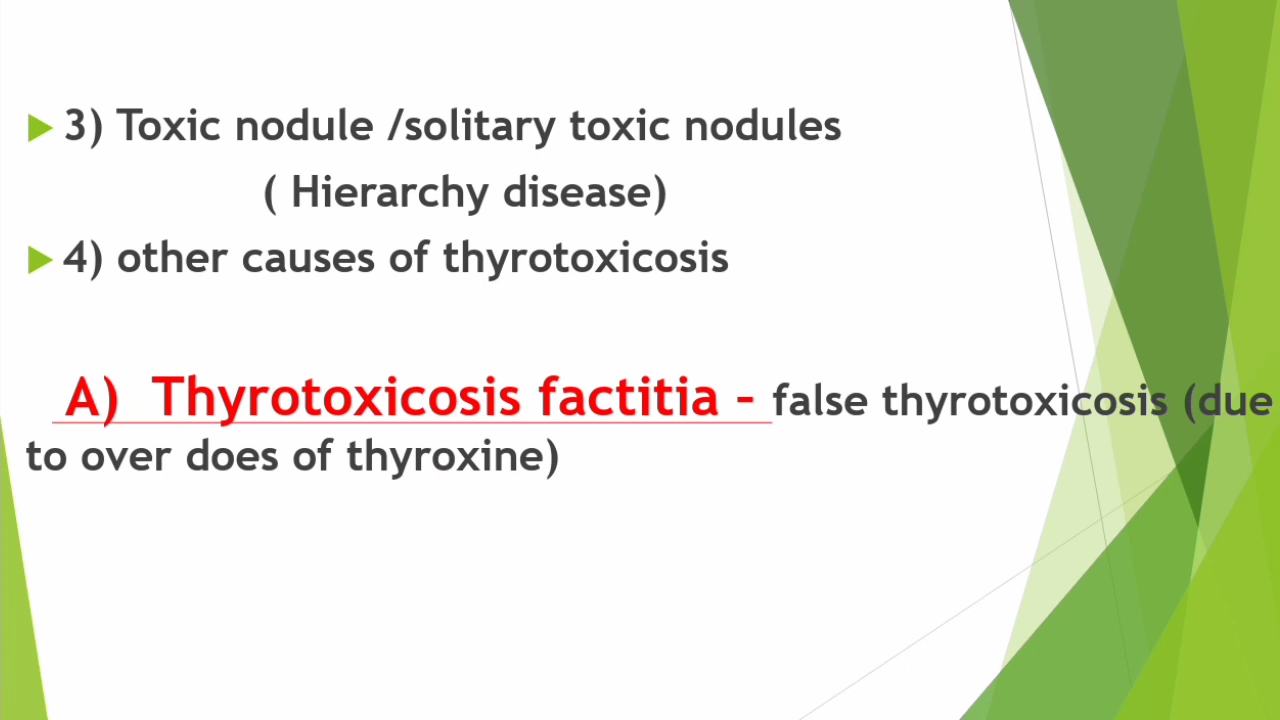 3) Toxic nodule /solitary toxic nodules
( Hierarchy disease)
4) other causes of thyrotoxicosis
A) Thyrotoxicosis factitia – false thyrotoxicosis (due
to over does of thyroxine)